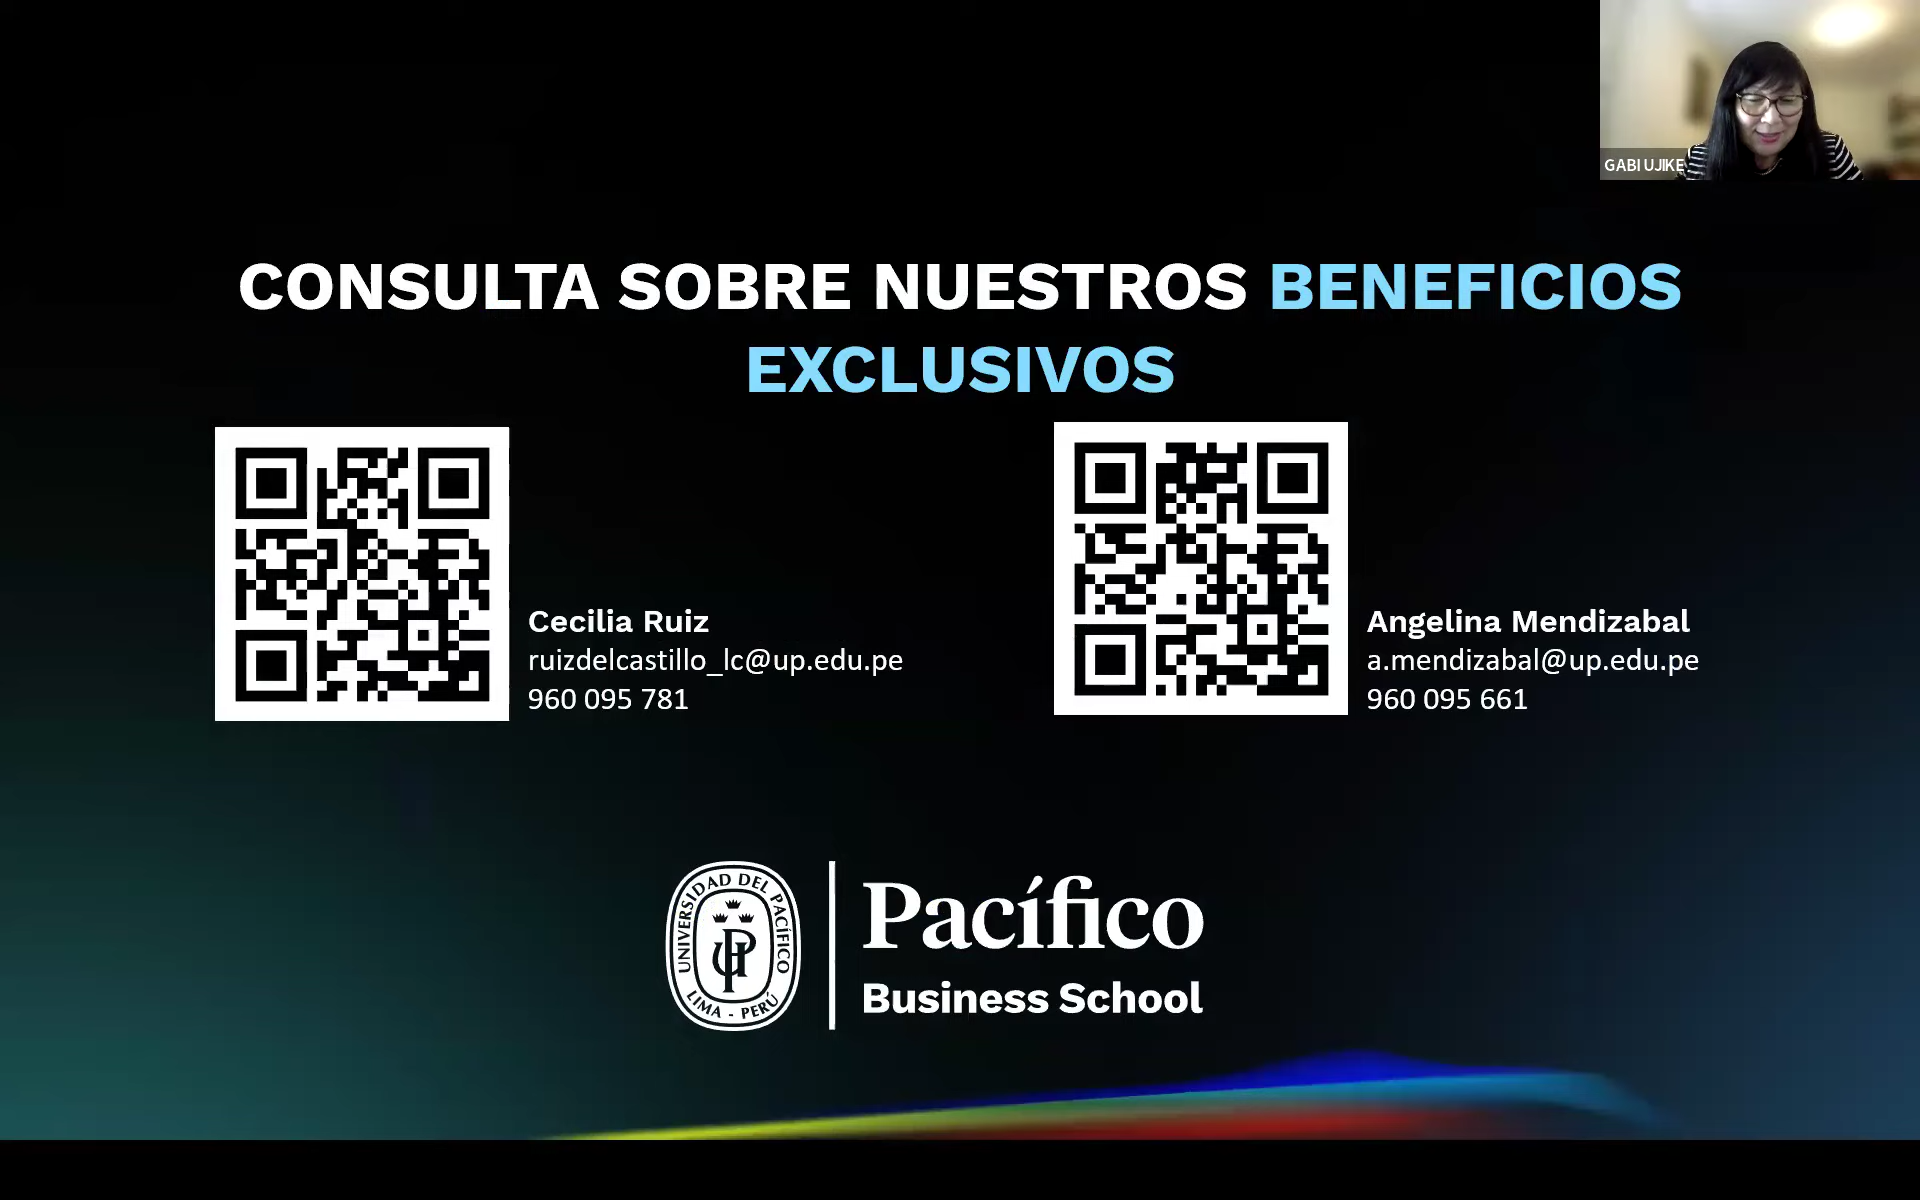 GABI UJIKE
CONSULTA SOBRE NUESTROS BENEFICIOS
EXCLUSIVOS
Cecilia Ruiz
ruizdelcastillo_lc@up.edu.pe
960 095 781
Angelina Mendizabal
a.mendizabal@up.edu.pe
960 095 661
UNIVERSIDAD DEL PACÍFICO
LIMA - PERÚ
UP
Pacífico
Business School